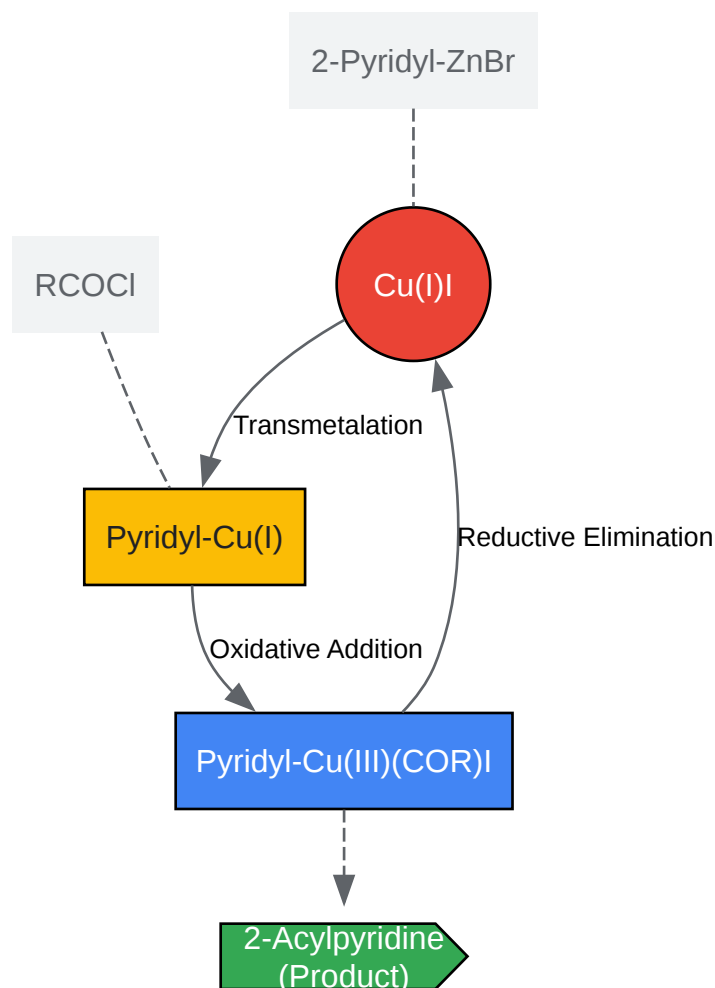 2-Pyridyl-ZnBr
RCOCl
Cu(I)I
Transmetalation
Pyridyl-Cu(I)
Reductive Elimination
Oxidative Addition
Pyridyl-Cu(III)(COR)I
2-Acylpyridine
(Product)